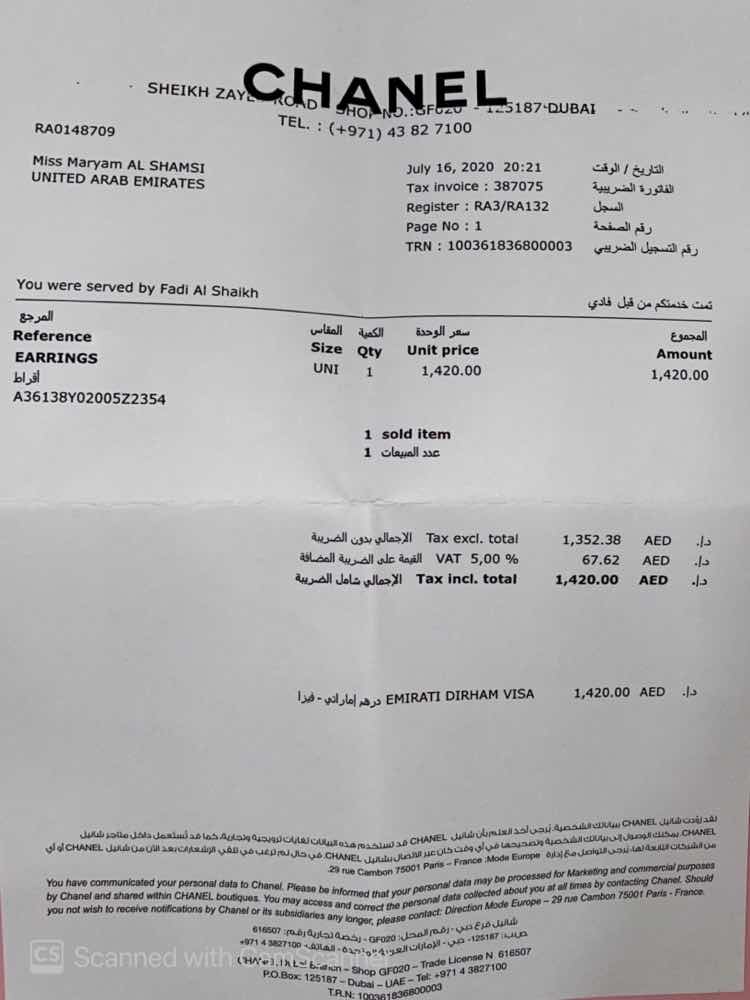 CHANEL
SHEIKH ZAYE ROAD SHOP NO.:GF020 - 125187 DUBAI
TEL. : (+971) 43 82 7100
RA0148709
Miss Maryam AL SHAMSI
UNITED ARAB EMIRATES
July 16, 2020 20:21 التاريخ / الوقت
Tax invoice : 387075 الفاتورة الضريبية
Register : RA3/RA132 السجل
Page No : 1 رقم الصفحة
TRN : 100361836800003 رقم التسجيل الضريبي
You were served by Fadi Al Shaikh تمت خدمتكم من قبل فادي
المرجع المقاس الكمية سعر الوحدة المجموع
Reference Size Qty Unit price Amount
EARRINGS UNI 1 1,420.00 1,420.00
أقراط
A36138Y02005Z2354
1 sold item
1 عدد المبيعات
الإجمالي بدون الضريبة Tax excl. total 1,352.38 AED د.إ.
القيمة على الضريبة المضافة VAT 5,00 % 67.62 AED د.إ.
الإجمالي شامل الضريبة Tax incl. total 1,420.00 AED د.إ.
درهم إماراتي - فيزا EMIRATI DIRHAM VISA 1,420.00 AED د.إ.
لقد زودت شانيل CHANEL بياناتك الشخصية. يُرجى أخذ العلم بأن شانيل CHANEL قد تستخدم هذه البيانات لغايات ترويجية وتجارية، كما قد تُستعمل داخل متاجر شانيل
CHANEL. يمكنك الوصول إلى بياناتك الشخصية وتصحيحها في أي وقت كان عبر الاتصال بشانيل CHANEL. في حال لم ترغب في تلقي الإشعارات بعد الآن من شانيل CHANEL أو أي
من الشركات التابعة لها، يُرجى التواصل مع إدارة Mode Europe: 29 rue Cambon 75001 Paris – France.
You have communicated your personal data to Chanel. Please be informed that your personal data may be processed for Marketing and commercial purposes
by Chanel and shared within CHANEL boutiques. You may access and correct the personal data collected about you at all times by contacting Chanel. Should
you not wish to receive notifications by Chanel or its subsidiaries any longer, please contact: Direction Mode Europe – 29 rue Cambon 75001 Paris - France.
شانيل فرع دبي - رقم المحل: GF020 - رخصة تجارية رقم: 616507
ص.ب: 125187- دبي - الإمارات العربية المتحدة - الهاتف: +971 4 3827100
CHANEL Dubai Branch – Shop GF020 – Trade License N 616507
P.O.Box: 125187 – Dubai – UAE – Tel: +971 4 3827100
T.R.N: 100361836800003
CS Scanned with CamScanner